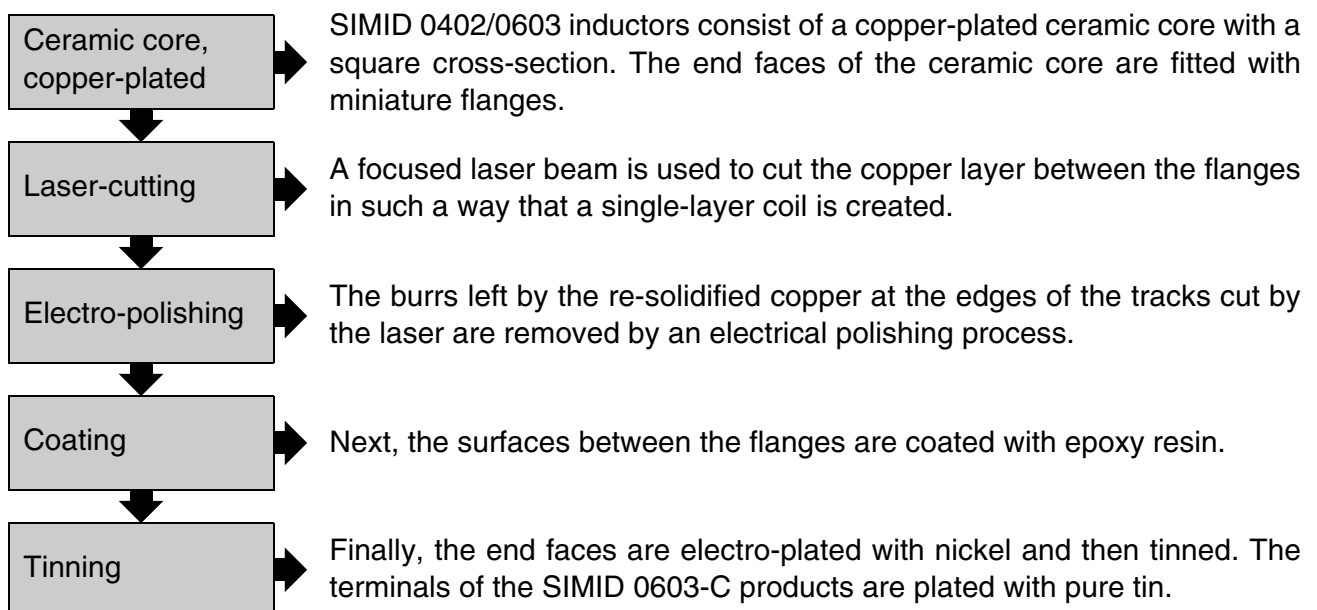 Ceramic core,
copper-plated
SIMID 0402/0603 inductors consist of a copper-plated ceramic core with a
square cross-section. The end faces of the ceramic core are fitted with
miniature flanges.
Laser-cutting
A focused laser beam is used to cut the copper layer between the flanges
in such a way that a single-layer coil is created.
Electro-polishing
The burrs left by the re-solidified copper at the edges of the tracks cut by
the laser are removed by an electrical polishing process.
Coating
Next, the surfaces between the flanges are coated with epoxy resin.
Tinning
Finally, the end faces are electro-plated with nickel and then tinned. The
terminals of the SIMID 0603-C products are plated with pure tin.